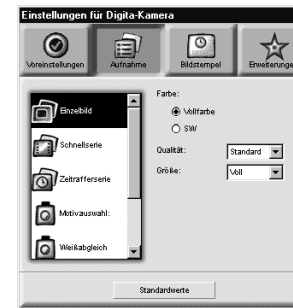 Einstellungen für Digita-Kamera
Voreinstellungen Aufnahme Bildstempel Erweiterunge
Farbe:
Einzelbild
Vollfarbe
SW
Schnellserie
Qualität: Standard
Größe: Voll
Zeitrafferserie
Motivauswahl:
Weißabgleich
Standardwerte